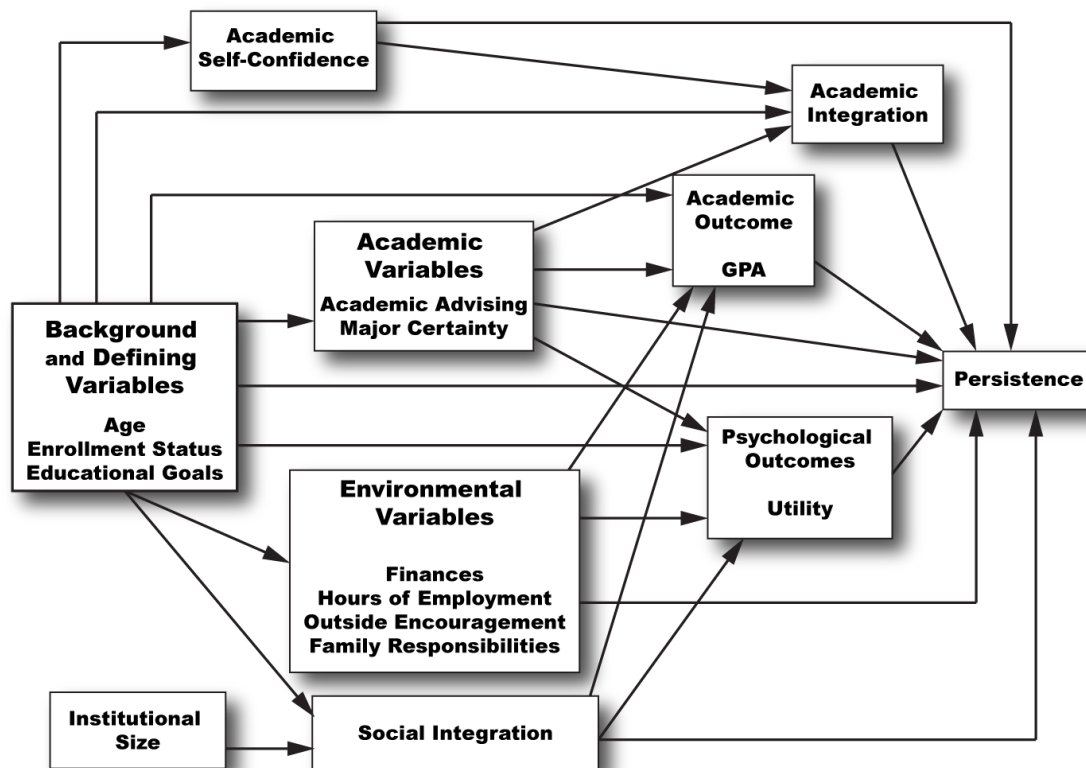 Academic
Self-Confidence
Academic
Integration
Academic
Outcome
GPA
Academic
Variables
Academic Advising
Major Certainty
Background
and Defining
Variables
Age
Enrollment Status
Educational Goals
Persistence
Psychological
Outcomes
Utility
Environmental
Variables
Finances
Hours of Employment
Outside Encouragement
Family Responsibilities
Institutional
Size
Social Integration